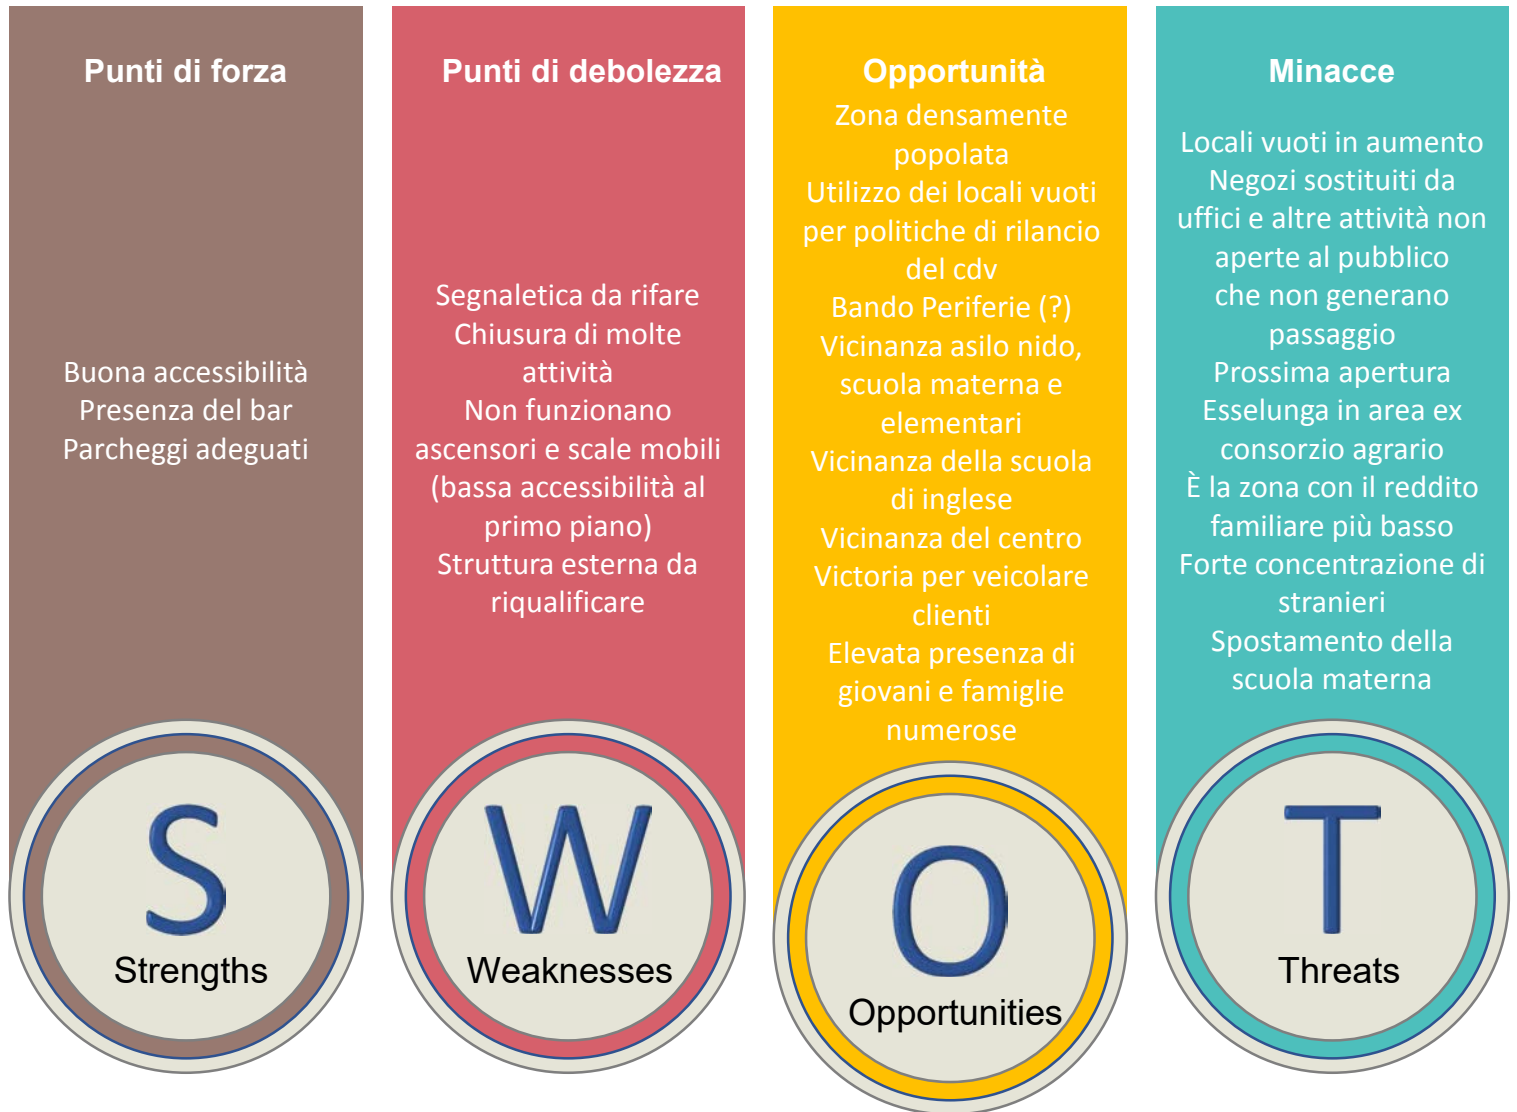 Punti di forza
Buona accessibilità
Presenza del bar
Parcheggi adeguati
S
Strengths
Punti di debolezza
Segnaletica da rifare
Chiusura di molte
attività
Non funzionano
ascensori e scale mobili
(bassa accessibilità al
primo piano)
Struttura esterna da
riqualificare
W
Weaknesses
Opportunità
Zona densamente
popolata
Utilizzo dei locali vuoti
per politiche di rilancio
del cdv
Bando Periferie (?)
Vicinanza asilo nido,
scuola materna e
elementari
Vicinanza della scuola
di inglese
Vicinanza del centro
Victoria per veicolare
clienti
Elevata presenza di
giovani e famiglie
numerose
O
Opportunities
Minacce
Locali vuoti in aumento
Negozi sostituiti da
uffici e altre attività non
aperte al pubblico
che non generano
passaggio
Prossima apertura
Esselunga in area ex
consorzio agrario
È la zona con il reddito
familiare più basso
Forte concentrazione di
stranieri
Spostamento della
scuola materna
T
Threats